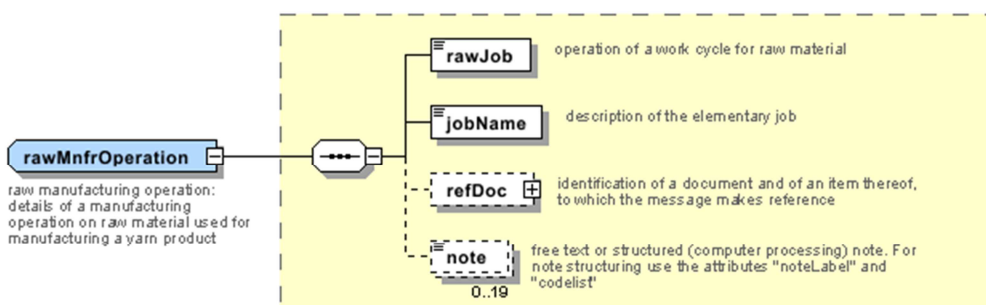 rawJob
operation of a work cycle for raw material
jobName
description of the elementary job
rawMnfrOperation
raw manufacturing operation:
details of a manufacturing
operation on raw material used for
manufacturing a yarn product
refDoc
identification of a document and of an item thereof,
to which the message makes reference
note
free text or structured (computer processing) note. For
note structuring use the attributes "noteLabel" and
"codelist"
0..19